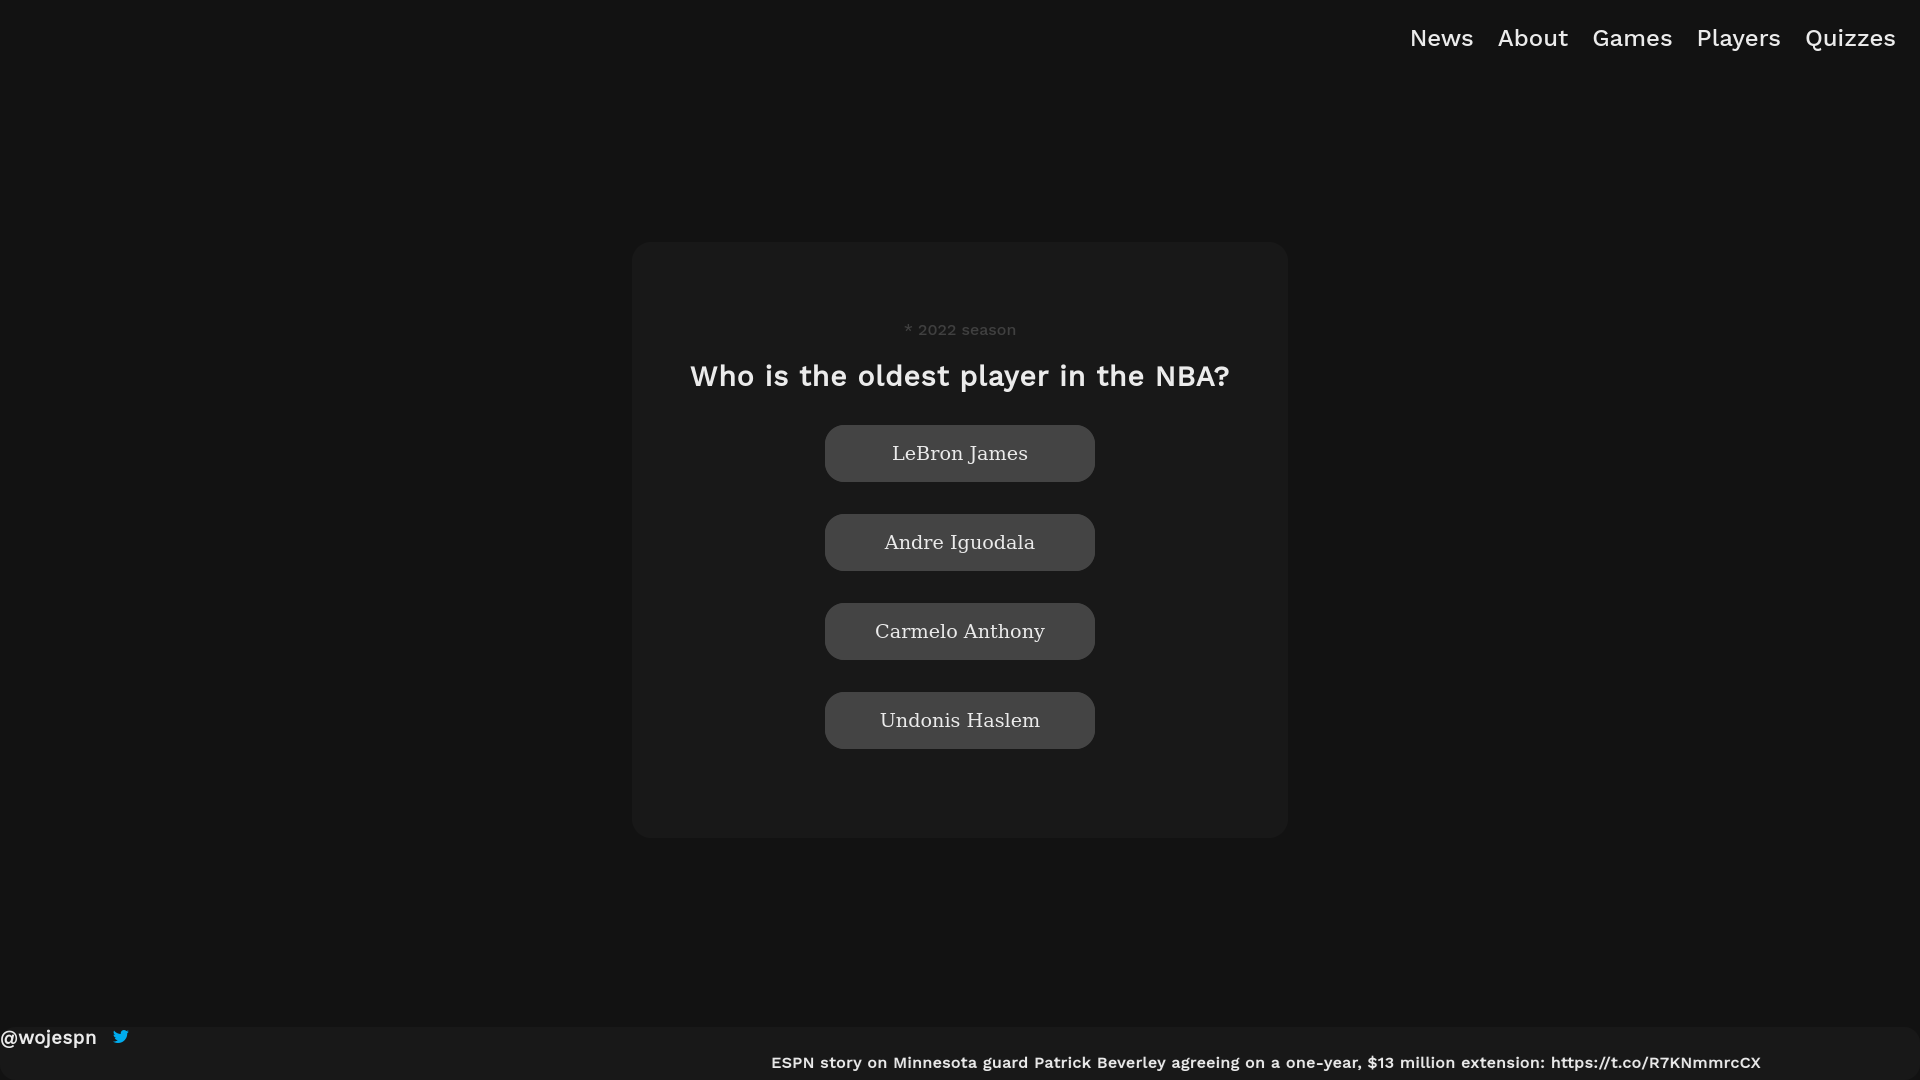 News About Games Players Quizzes
* 2022 season
Who is the oldest player in the NBA?
LeBron James
Andre Iguodala
Carmelo Anthony
Undonis Haslem
@wojespn
ESPN story on Minnesota guard Patrick Beverley agreeing on a one-year, $13 million extension: https://t.co/R7KNmmrcCX